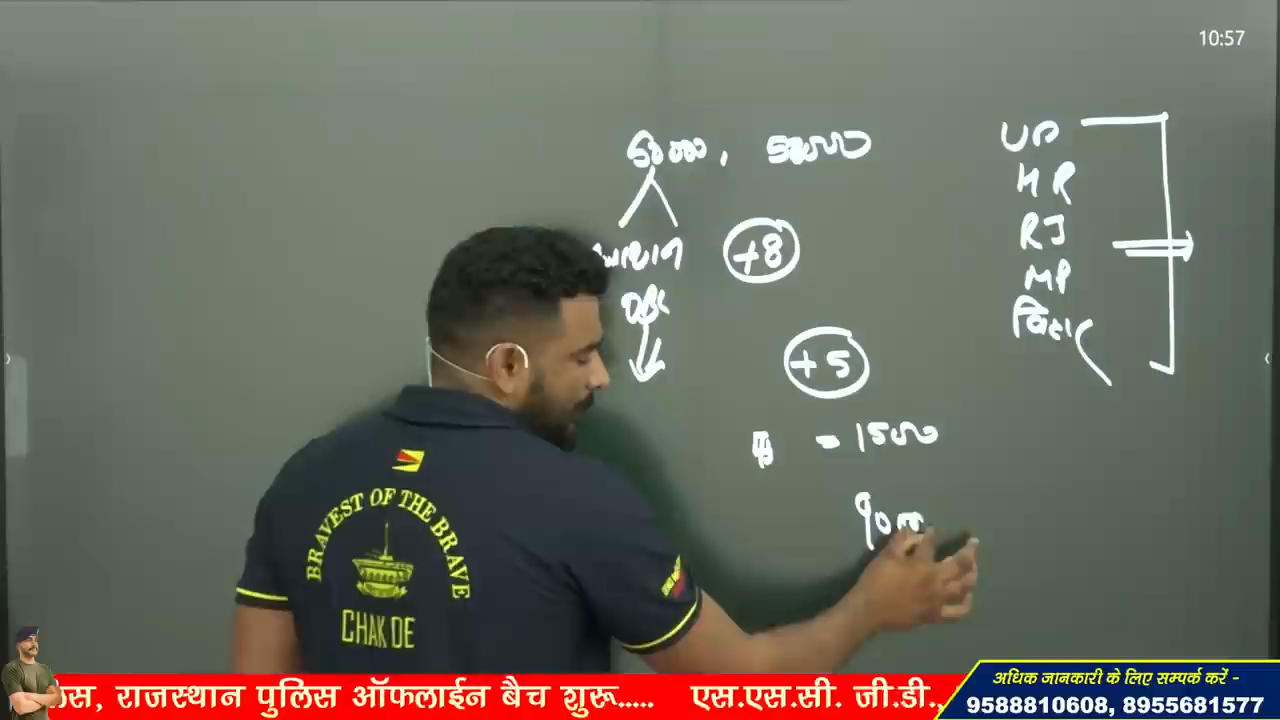 10:57
50000, 50000
UP
HR
RJ
MP
बिहार
+8
OBC
+5
= 1500
9000
BRAVEST OF THE BRAVE
CHAK DE
राजस्थान पुलिस ऑफलाईन बैच शुरू..... एस.एस.सी. जी.डी.,
अधिक जानकारी के लिए सम्पर्क करें -
9588810608, 8955681577